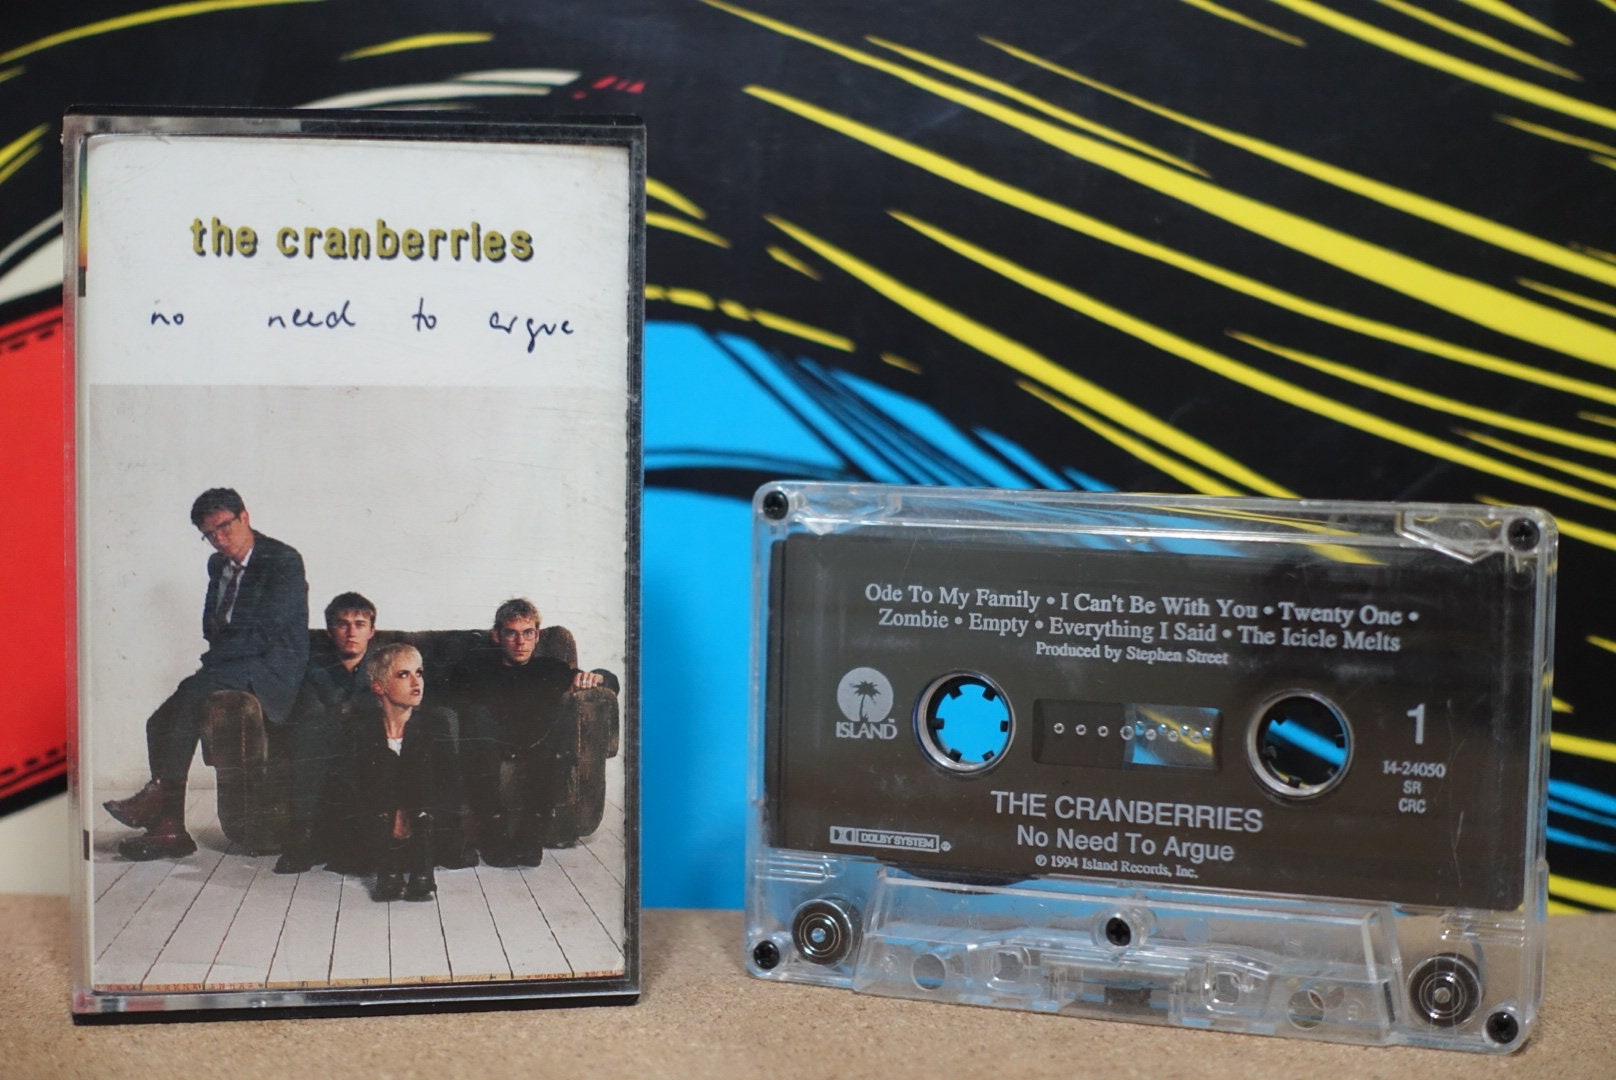 the cranberries
no need to argue
Ode To My Family • I Can't Be With You • Twenty One •
Zombie • Empty • Everything I Said • The Icicle Melts
Produced by Stephen Street
ISLAND™
1
I4-24050
SR
CRC
THE CRANBERRIES
DOLBY SYSTEM
No Need To Argue
℗ 1994 Island Records, Inc.